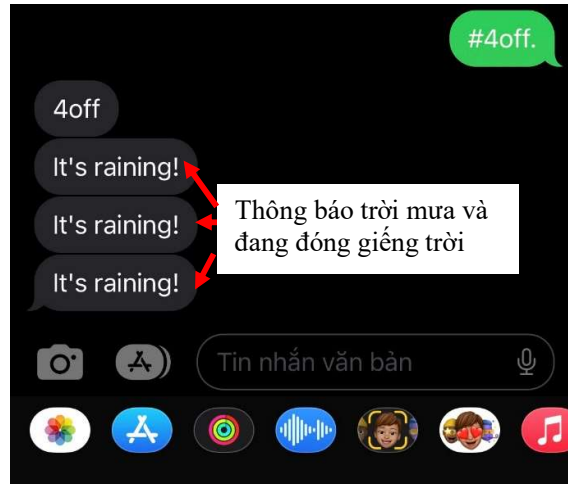 #4off.
4off
It's raining!
It's raining!
It's raining!
Thông báo trời mưa và
đang đóng giếng trời
Tin nhắn văn bản